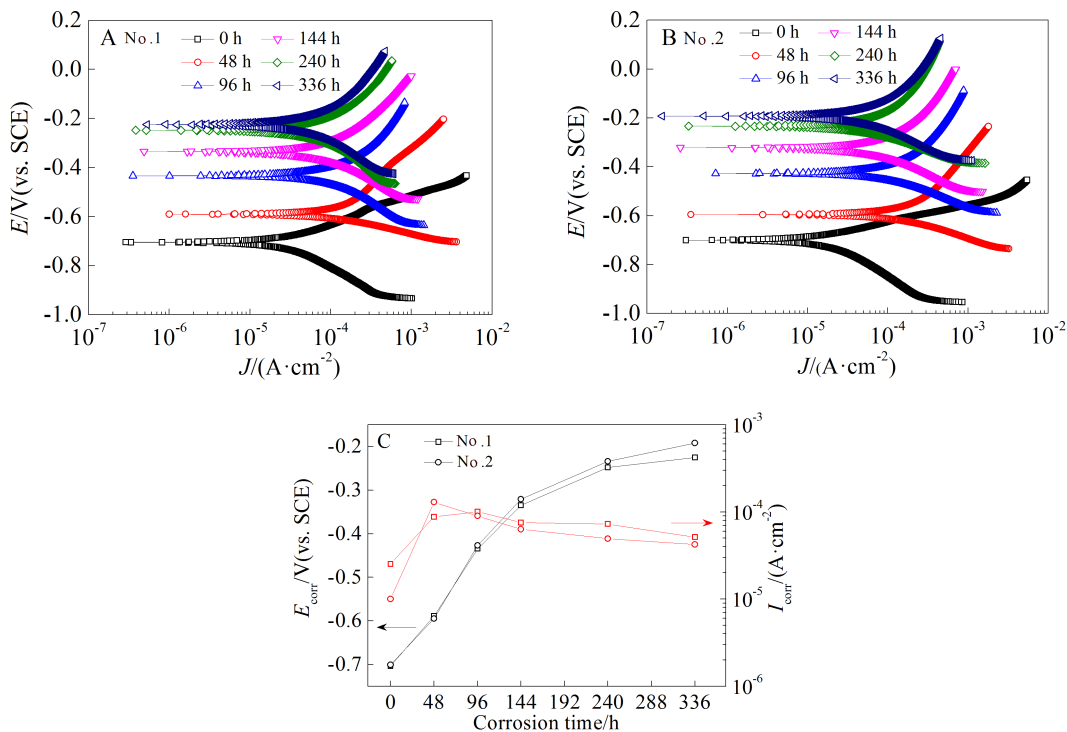 A No.1
0 h 144 h
48 h 240 h
96 h 336 h
0.2
0.0
-0.2
-0.4
-0.6
-0.8
-1.0
E/V(vs. SCE)
10⁻⁷ 10⁻⁶ 10⁻⁵ 10⁻⁴ 10⁻³ 10⁻²
J/(A·cm⁻²)
B No.2
0 h 144 h
48 h 240 h
96 h 336 h
0.2
0.0
-0.2
-0.4
-0.6
-0.8
-1.0
E/V(vs. SCE)
10⁻⁷ 10⁻⁶ 10⁻⁵ 10⁻⁴ 10⁻³ 10⁻²
J/(A·cm⁻²)
C No.1
No.2
-0.2
-0.3
-0.4
-0.5
-0.6
-0.7
E_corr/V(vs. SCE)
10⁻³
10⁻⁴
10⁻⁵
10⁻⁶
I_corr/(A·cm⁻²)
0 48 96 144 192 240 288 336
Corrosion time/h